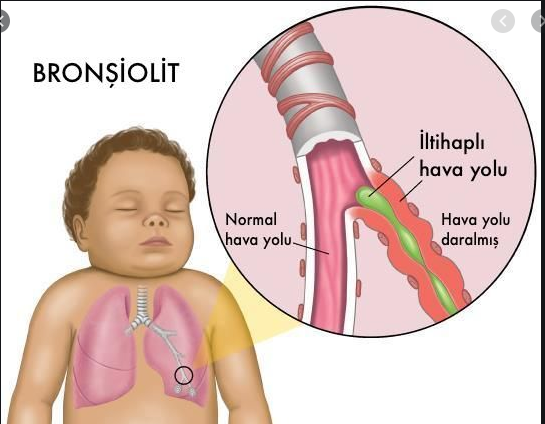 BRONŞİOLİT
İltihaplı
hava yolu
Normal
hava yolu
Hava yolu
daralmış